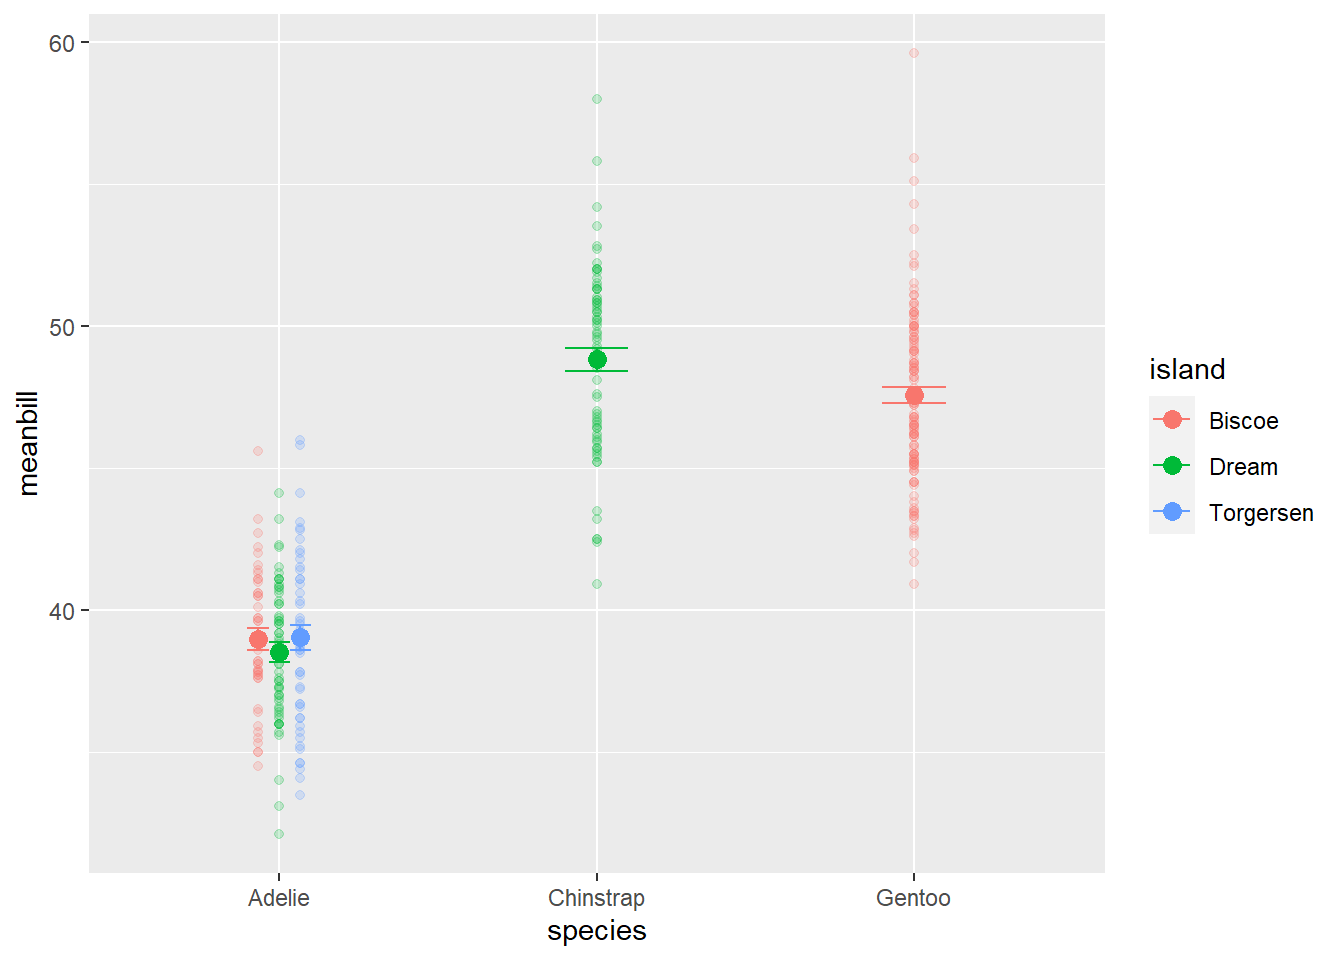 60
50
40
meanbill
Adelie
Chinstrap
Gentoo
species
island
Biscoe
Dream
Torgersen